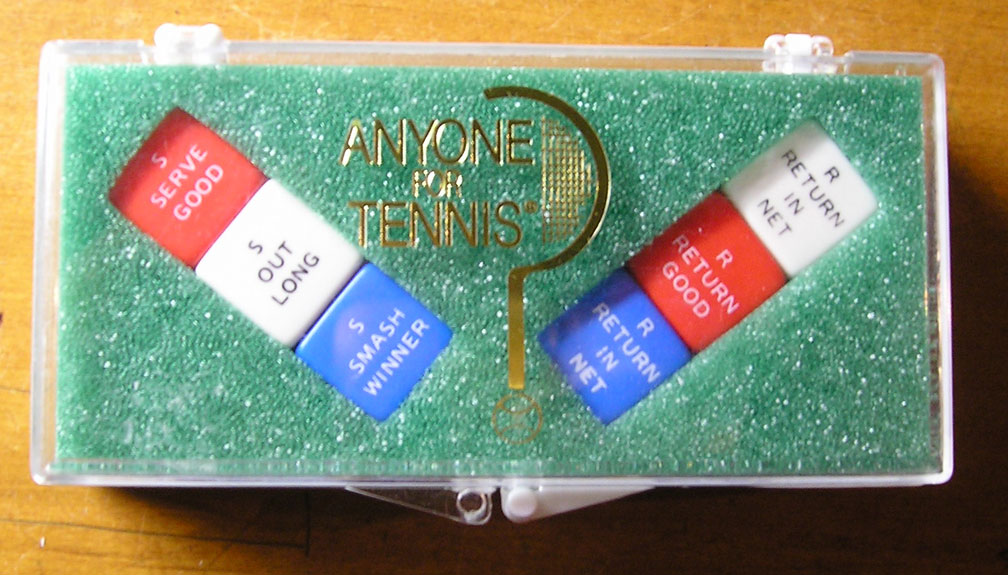 ANYONE
FOR
TENNIS®
?
S
SERVE
GOOD
S
OUT
LONG
S
SMASH
WINNER
R
RETURN
IN
NET
R
RETURN
GOOD
R
RETURN
IN
NET